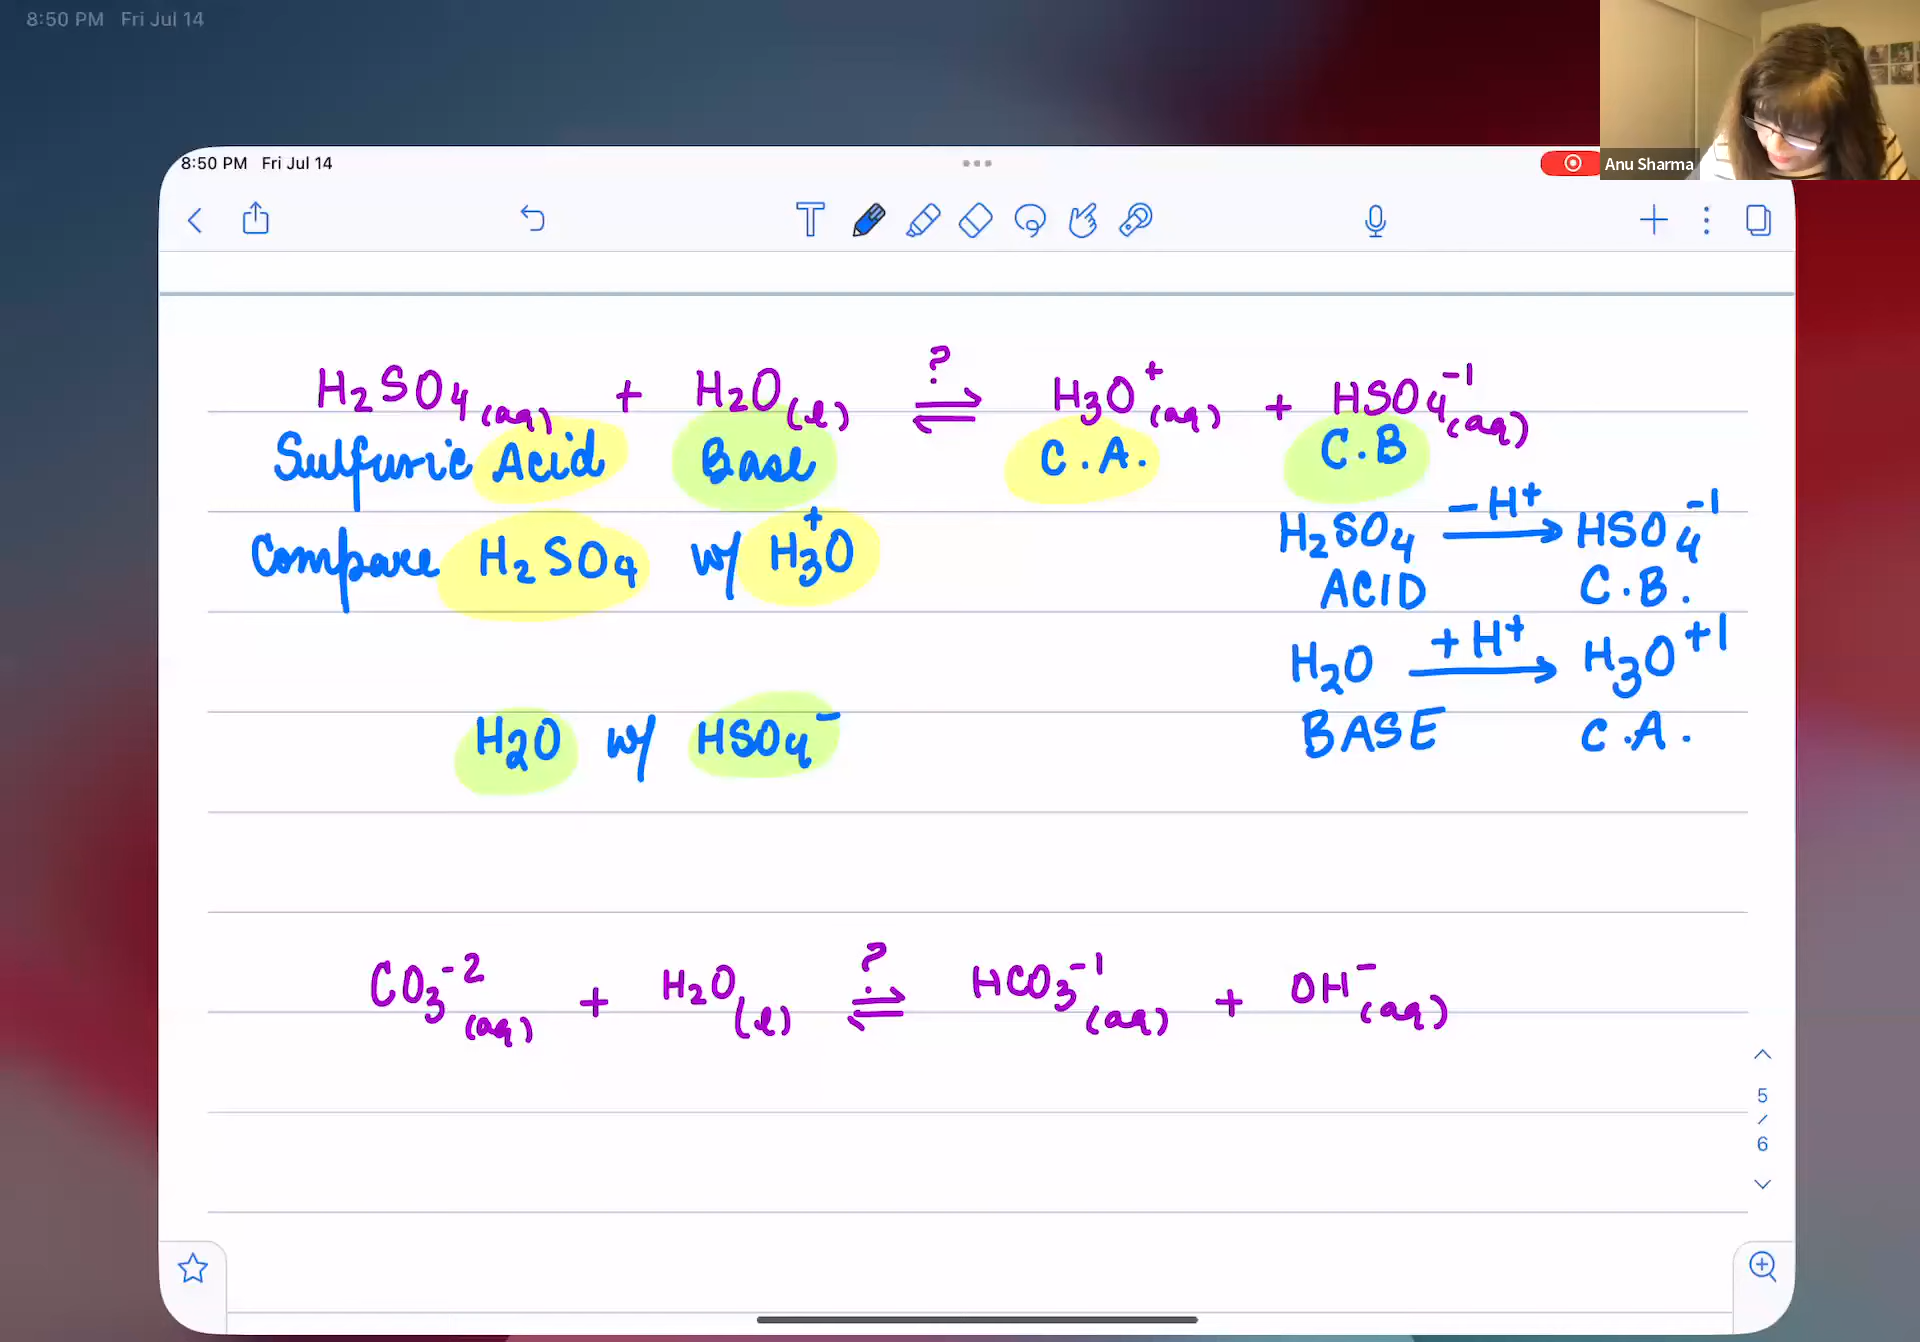 8:50 PM Fri Jul 14
8:50 PM Fri Jul 14
Anu Sharma
?
H₂SO₄(aq) + H₂O(l) ⇌ H₃O⁺(aq) + HSO₄⁻¹(aq)
Sulfuric Acid Base C.A. C.B
Compare H₂SO₄ w/ H₃O⁺
H₂SO₄ –H⁺→ HSO₄⁻¹
ACID C.B.
H₂O +H⁺→ H₃O⁺¹
H₂O w/ HSO₄⁻
BASE C.A.
?
CO₃⁻²(aq) + H₂O(l) ⇌ HCO₃⁻¹(aq) + OH⁻(aq)
5
/
6